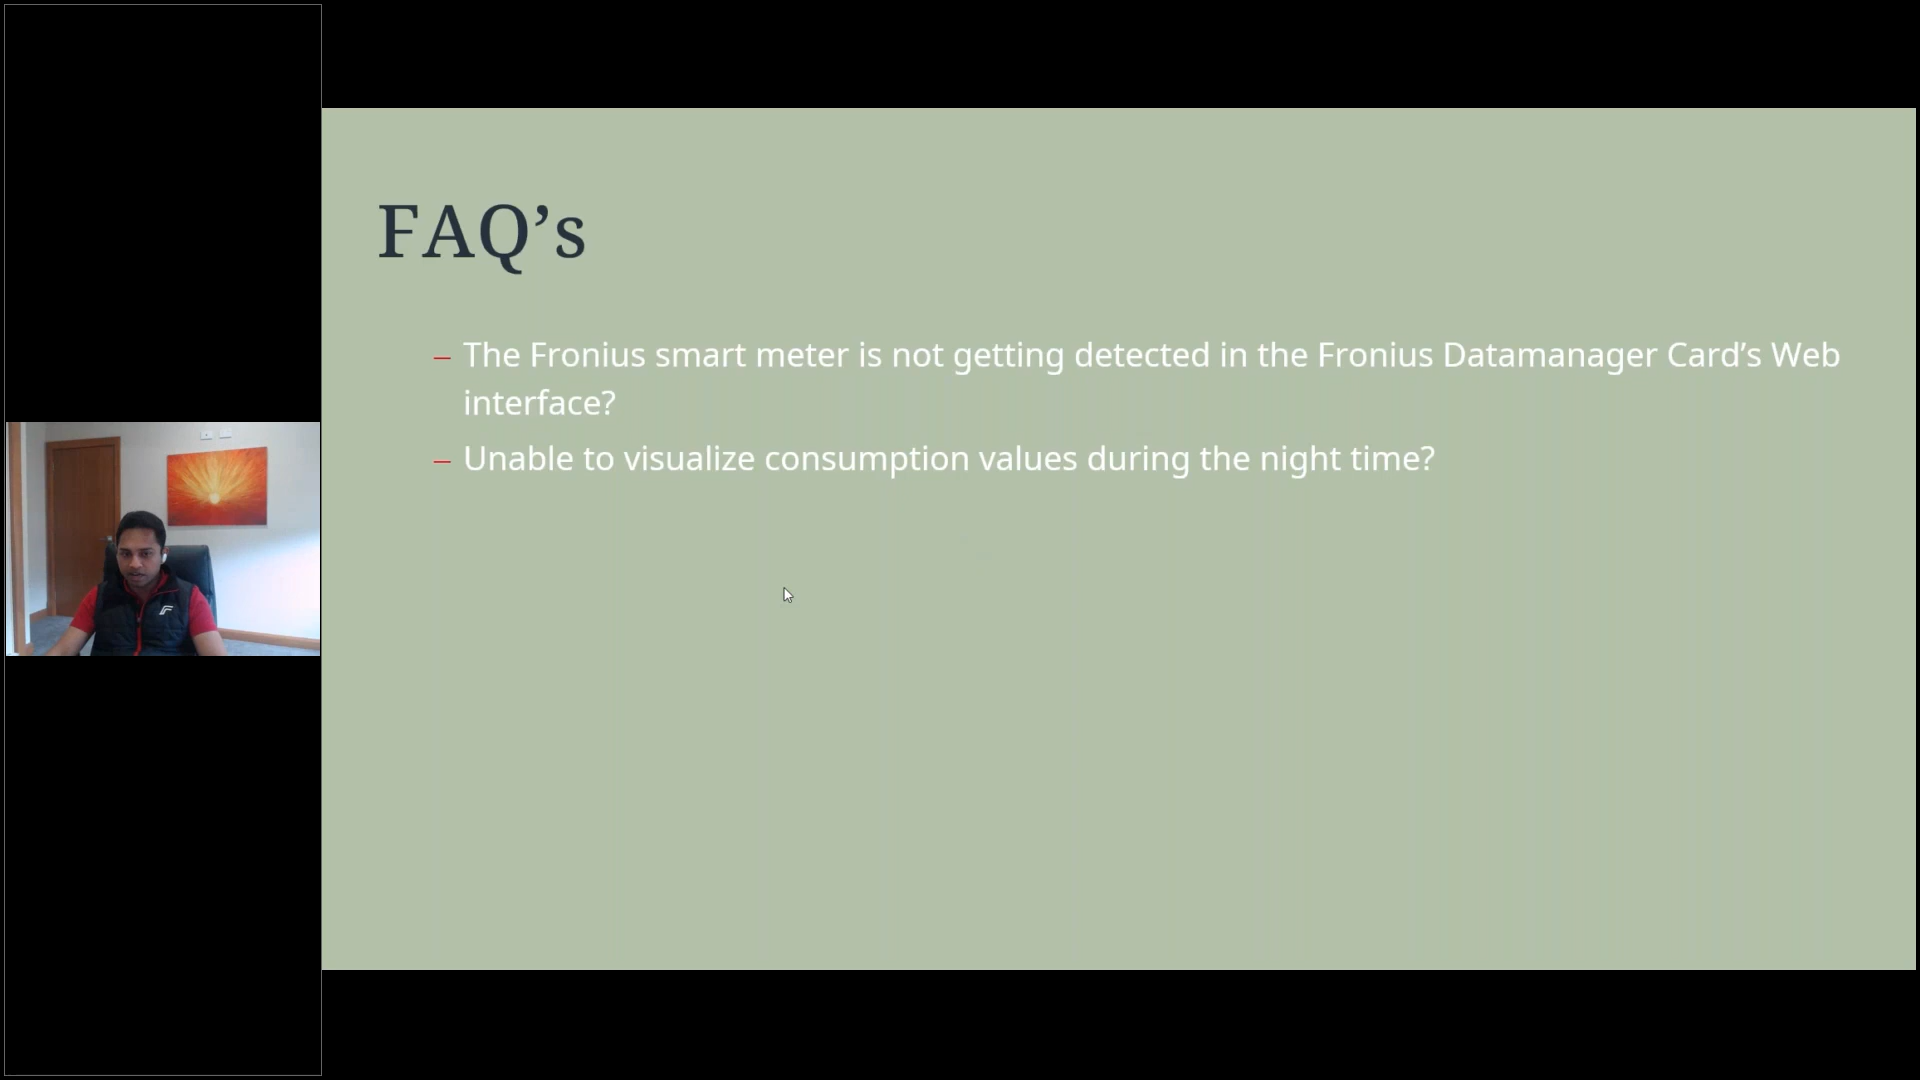 FAQ’s
– The Fronius smart meter is not getting detected in the Fronius Datamanager Card’s Web
interface?
– Unable to visualize consumption values during the night time?